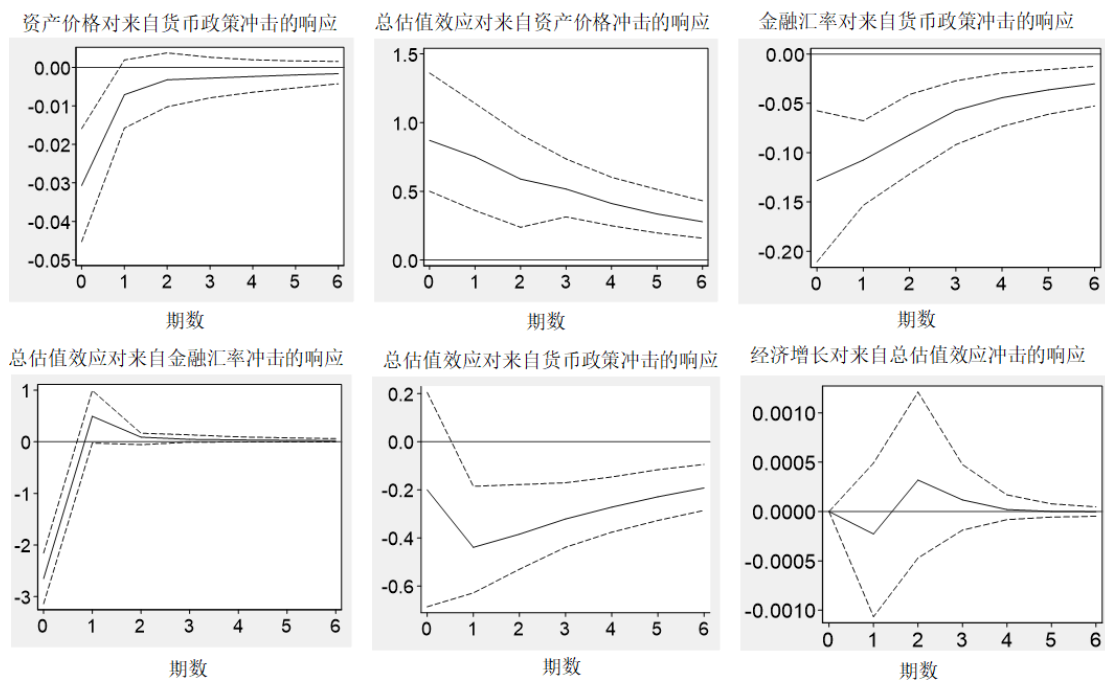 资产价格对来自货币政策冲击的响应
总估值效应对来自资产价格冲击的响应
金融汇率对来自货币政策冲击的响应
0.00
-0.01
-0.02
-0.03
-0.04
-0.05
0 1 2 3 4 5 6
期数
1.5
1.0
0.5
0.0
0 1 2 3 4 5 6
期数
0.00
-0.05
-0.10
-0.15
-0.20
0 1 2 3 4 5 6
期数
总估值效应对来自金融汇率冲击的响应
总估值效应对来自货币政策冲击的响应
经济增长对来自总估值效应冲击的响应
1
0
-1
-2
-3
0 1 2 3 4 5 6
期数
0.2
0.0
-0.2
-0.4
-0.6
0 1 2 3 4 5 6
期数
0.0010
0.0005
0.0000
-0.0005
-0.0010
0 1 2 3 4 5 6
期数